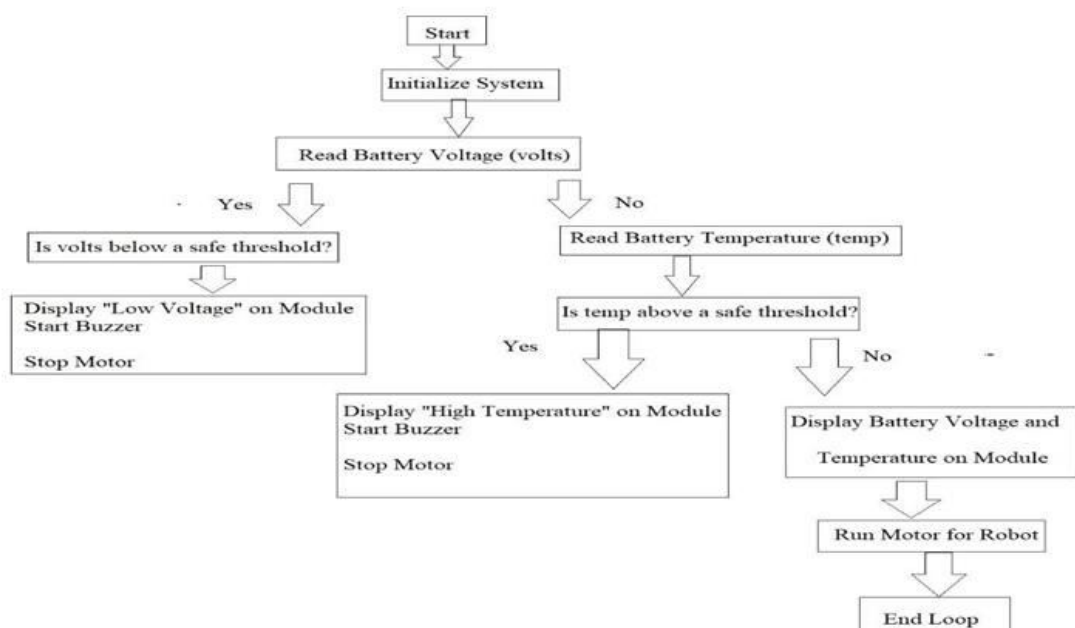 Start
Initialize System
Read Battery Voltage (volts)
Yes
No
Is volts below a safe threshold?
Read Battery Temperature (temp)
Display "Low Voltage" on Module
Start Buzzer
Stop Motor
Is temp above a safe threshold?
Yes
No
Display "High Temperature" on Module
Start Buzzer
Stop Motor
Display Battery Voltage and
Temperature on Module
Run Motor for Robot
End Loop